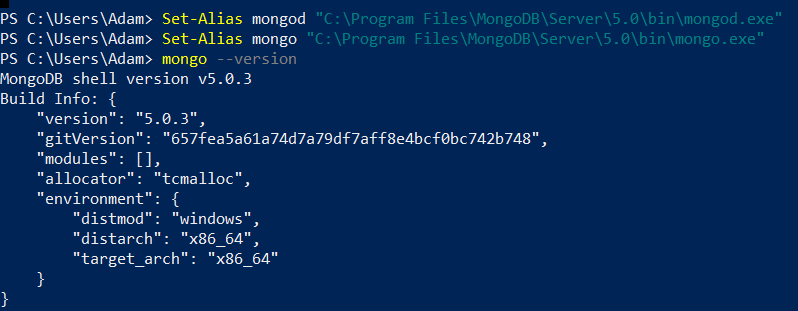 PS C:\Users\Adam> Set-Alias mongod "C:\Program Files\MongoDB\Server\5.0\bin\mongod.exe"
PS C:\Users\Adam> Set-Alias mongo "C:\Program Files\MongoDB\Server\5.0\bin\mongo.exe"
PS C:\Users\Adam> mongo --version
MongoDB shell version v5.0.3
Build Info: {
    "version": "5.0.3",
    "gitVersion": "657fea5a61a74d7a79df7aff8e4bcf0bc742b748",
    "modules": [],
    "allocator": "tcmalloc",
    "environment": {
        "distmod": "windows",
        "distarch": "x86_64",
        "target_arch": "x86_64"
    }
}